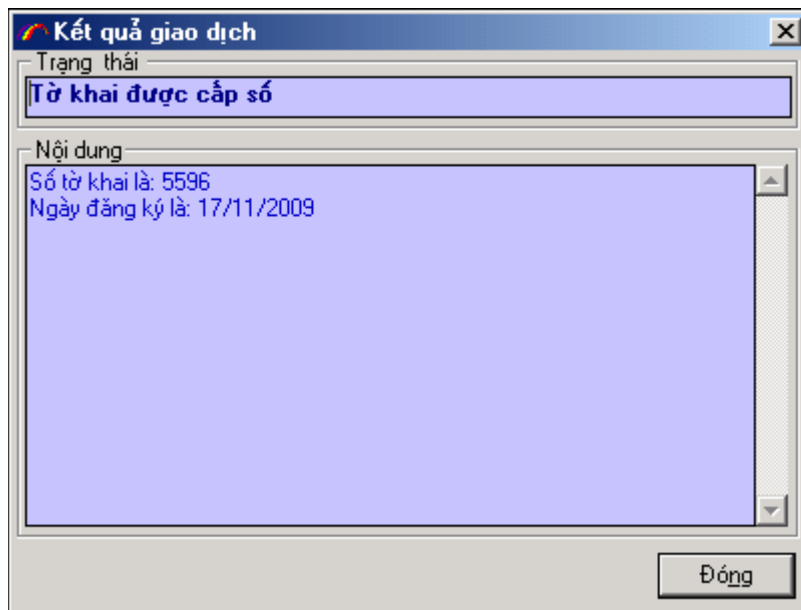 Kết quả giao dịch
Trạng thái
Tờ khai được cấp số
Nội dung
Số tờ khai là: 5596
Ngày đăng ký là: 17/11/2009
Đóng